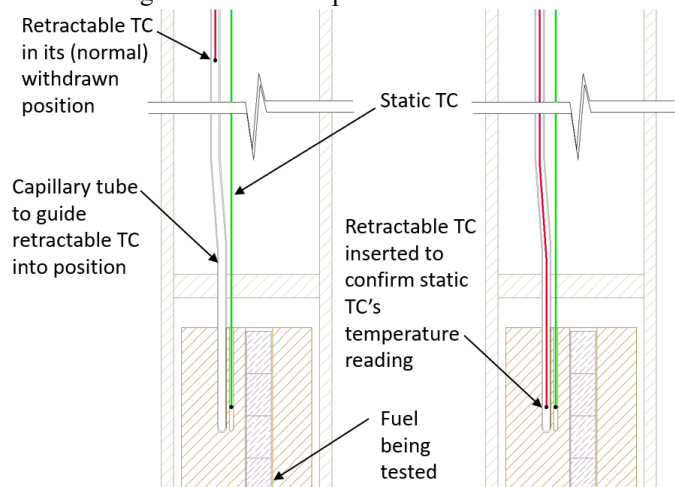 Retractable TC
in its (normal)
withdrawn
position
Static TC
Capillary tube
to guide
retractable TC
into position
Retractable TC
inserted to
confirm static
TC's
temperature
reading
Fuel
being
tested